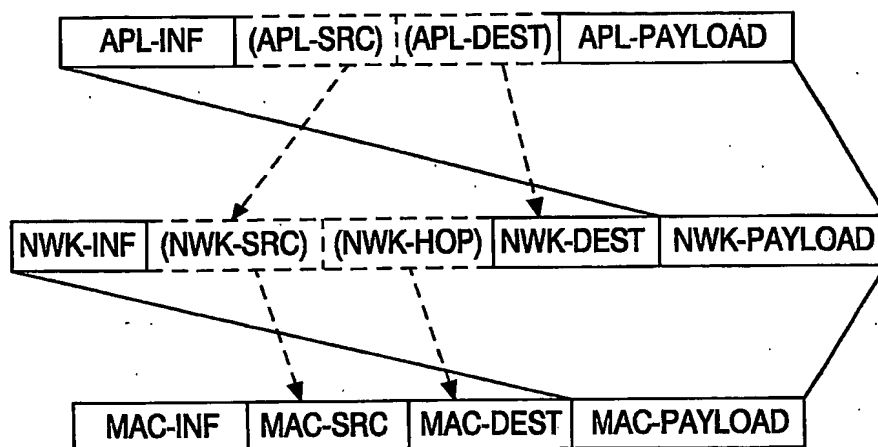 APL-INF (APL-SRC) (APL-DEST) APL-PAYLOAD
NWK-INF (NWK-SRC) (NWK-HOP) NWK-DEST NWK-PAYLOAD
MAC-INF MAC-SRC MAC-DEST MAC-PAYLOAD